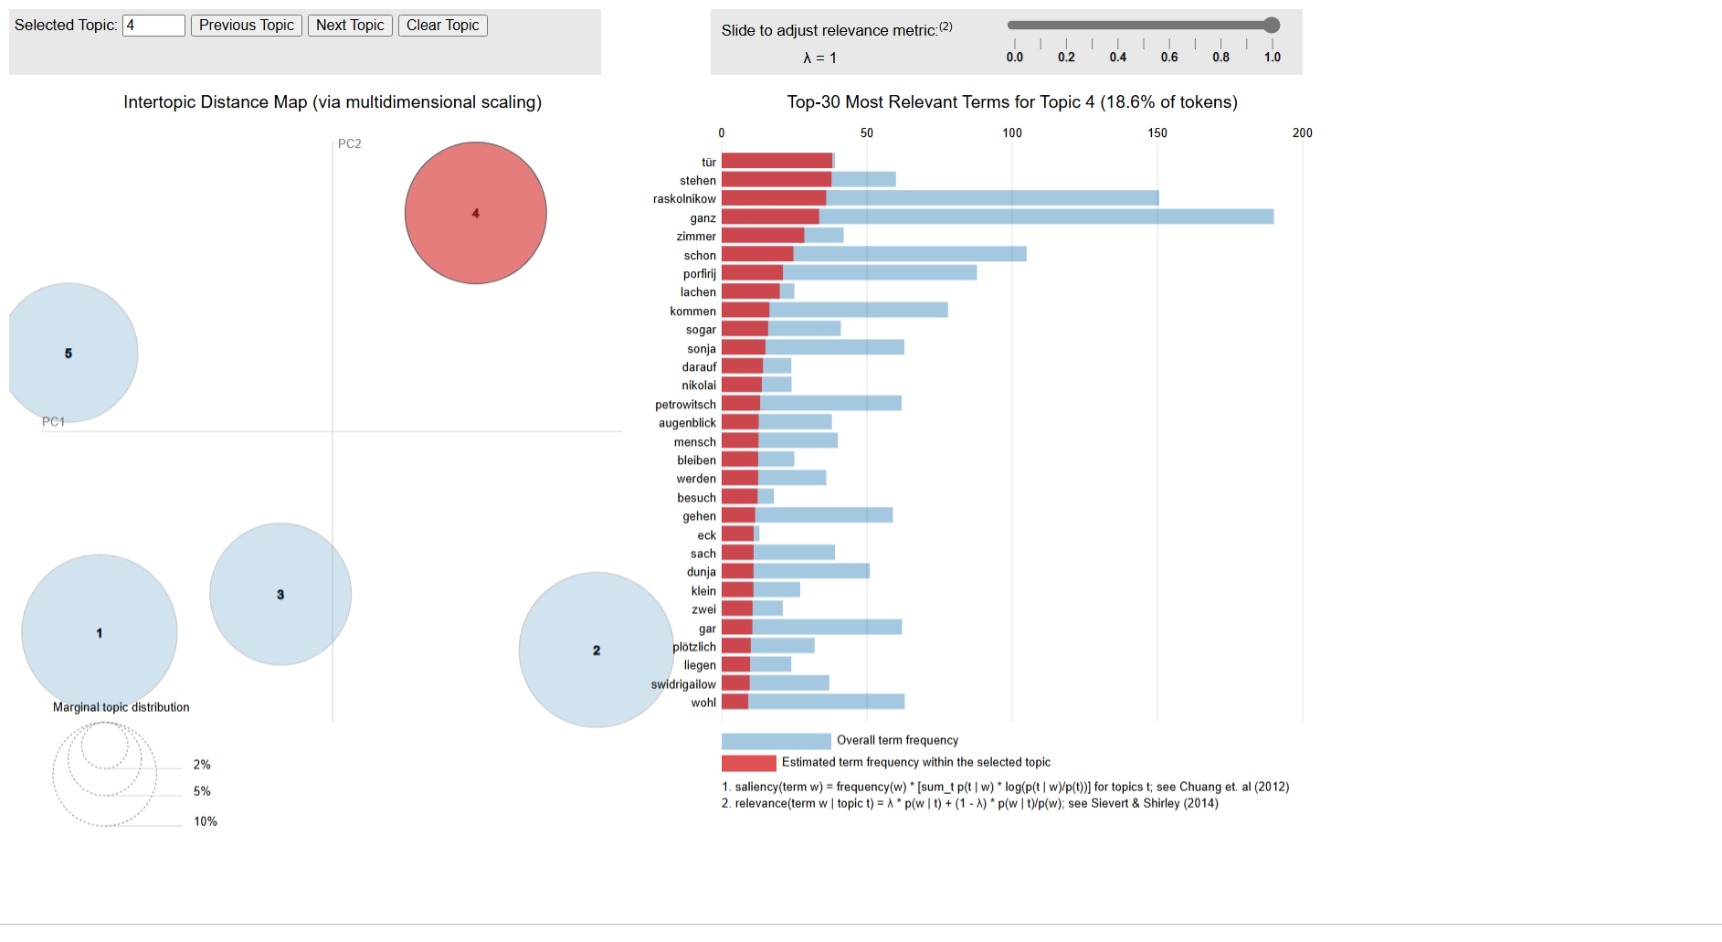 Selected Topic: 4 Previous Topic Next Topic Clear Topic
Slide to adjust relevance metric:(2)
λ = 1
0.0 0.2 0.4 0.6 0.8 1.0
Intertopic Distance Map (via multidimensional scaling)
PC2
4
5
PC1
3
1
2
Marginal topic distribution
2%
5%
10%
Top-30 Most Relevant Terms for Topic 4 (18.6% of tokens)
0 50 100 150 200
tür
stehen
raskolnikow
ganz
zimmer
schon
porfirij
lachen
kommen
sogar
sonja
darauf
nikolai
petrowitsch
augenblick
mensch
bleiben
werden
besuch
gehen
eck
sach
dunja
klein
zwei
gar
plötzlich
liegen
swidrigailow
wohl
Overall term frequency
Estimated term frequency within the selected topic
1. saliency(term w) = frequency(w) * [sum_t p(t | w) * log(p(t | w)/p(t))] for topics t; see Chuang et. al (2012)
2. relevance(term w | topic t) = λ * p(w | t) + (1 - λ) * p(w | t)/p(w); see Sievert & Shirley (2014)